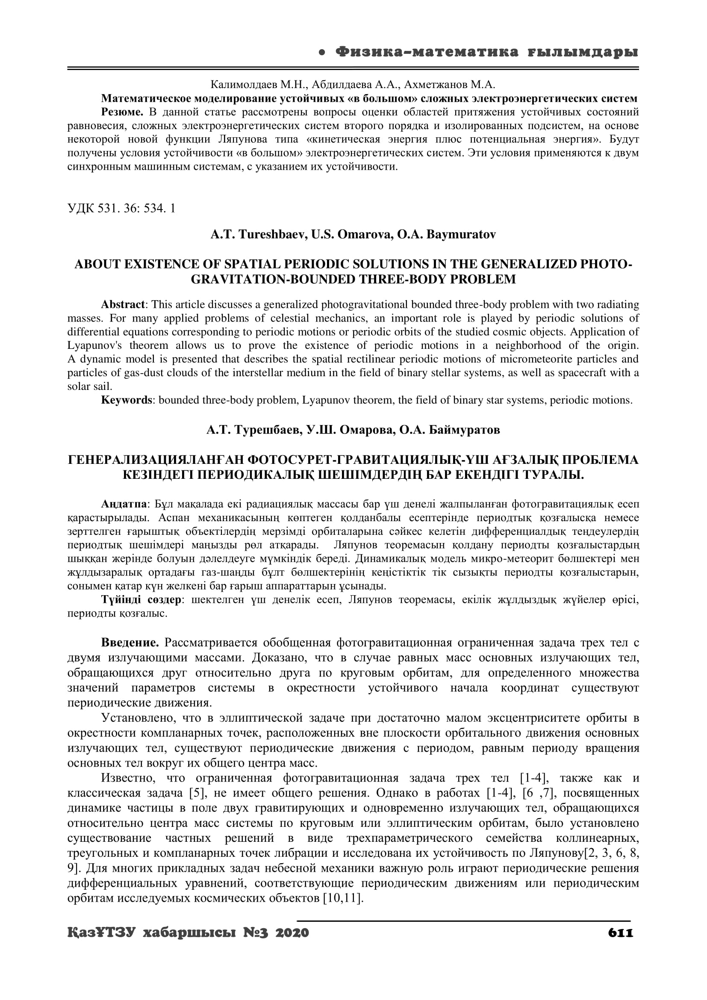 • Физика–математика ғылымдары
Калимолдаев М.Н., Абдилдаева А.А., Ахметжанов М.А.
Математическое моделирование устойчивых «в большом» сложных электроэнергетических систем
Резюме. В данной статье рассмотрены вопросы оценки областей притяжения устойчивых состояний
равновесия, сложных электроэнергетических систем второго порядка и изолированных подсистем, на основе
некоторой новой функции Ляпунова типа «кинетическая энергия плюс потенциальная энергия». Будут
получены условия устойчивости «в большом» электроэнергетических систем. Эти условия применяются к двум
синхронным машинным системам, с указанием их устойчивости.
УДК 531. 36: 534. 1
A.T. Tureshbaev, U.S. Omarova, O.A. Baymuratov
ABOUT EXISTENCE OF SPATIAL PERIODIC SOLUTIONS IN THE GENERALIZED PHOTO-
GRAVITATION-BOUNDED THREE-BODY PROBLEM
Abstract: This article discusses a generalized photogravitational bounded three-body problem with two radiating
masses. For many applied problems of celestial mechanics, an important role is played by periodic solutions of
differential equations corresponding to periodic motions or periodic orbits of the studied cosmic objects. Application of
Lyapunov's theorem allows us to prove the existence of periodic motions in a neighborhood of the origin.
A dynamic model is presented that describes the spatial rectilinear periodic motions of micrometeorite particles and
particles of gas-dust clouds of the interstellar medium in the field of binary stellar systems, as well as spacecraft with a
solar sail.
Keywords: bounded three-body problem, Lyapunov theorem, the field of binary star systems, periodic motions.
А.Т. Турешбаев, У.Ш. Омарова, О.А. Баймуратов
ГЕНЕРАЛИЗАЦИЯЛАНҒАН ФОТОСУРЕТ-ГРАВИТАЦИЯЛЫҚ-ҮШ АҒЗАЛЫҚ ПРОБЛЕМА
КЕЗІНДЕГІ ПЕРИОДИКАЛЫҚ ШЕШІМДЕРДІҢ БАР ЕКЕНДІГІ ТУРАЛЫ.
Аңдатпа: Бұл мақалада екі радиациялық массасы бар үш денелі жалпыланған фотогравитациялық есеп
қарастырылады. Аспан механикасының көптеген қолданбалы есептерінде периодтық қозғалысқа немесе
зерттелген ғарыштық объектілердің мерзімді орбиталарына сәйкес келетін дифференциалдық теңдеулердің
периодтық шешімдері маңызды рөл атқарады. Ляпунов теоремасын қолдану периодты қозғалыстардың
шыққан жерінде болуын дәлелдеуге мүмкіндік береді. Динамикалық модель микро-метеорит бөлшектері мен
жұлдызаралық ортадағы газ-шаңды бұлт бөлшектерінің кеңістіктік тік сызықты периодты қозғалыстарын,
сонымен қатар күн желкені бар ғарыш аппараттарын ұсынады.
Түйінді сөздер: шектелген үш денелік есеп, Ляпунов теоремасы, екілік жұлдыздық жүйелер өрісі,
периодты қозғалыс.
Введение. Рассматривается обобщенная фотогравитационная ограниченная задача трех тел с
двумя излучающими массами. Доказано, что в случае равных масс основных излучающих тел,
обращающихся друг относительно друга по круговым орбитам, для определенного множества
значений параметров системы в окрестности устойчивого начала координат существуют
периодические движения.
Установлено, что в эллиптической задаче при достаточно малом эксцентриситете орбиты в
окрестности компланарных точек, расположенных вне плоскости орбитального движения основных
излучающих тел, существуют периодические движения с периодом, равным периоду вращения
основных тел вокруг их общего центра масс.
Известно, что ограниченная фотогравитационная задача трех тел [1-4], также как и
классическая задача [5], не имеет общего решения. Однако в работах [1-4], [6 ,7], посвященных
динамике частицы в поле двух гравитирующих и одновременно излучающих тел, обращающихся
относительно центра масс системы по круговым или эллиптическим орбитам, было установлено
существование частных решений в виде трехпараметрического семейства коллинеарных,
треугольных и компланарных точек либрации и исследована их устойчивость по Ляпунову[2, 3, 6, 8,
9]. Для многих прикладных задач небесной механики важную роль играют периодические решения
дифференциальных уравнений, соответствующие периодическим движениям или периодическим
орбитам исследуемых космических объектов [10,11].
ҚазҰТЗУ хабаршысы №3 2020
611